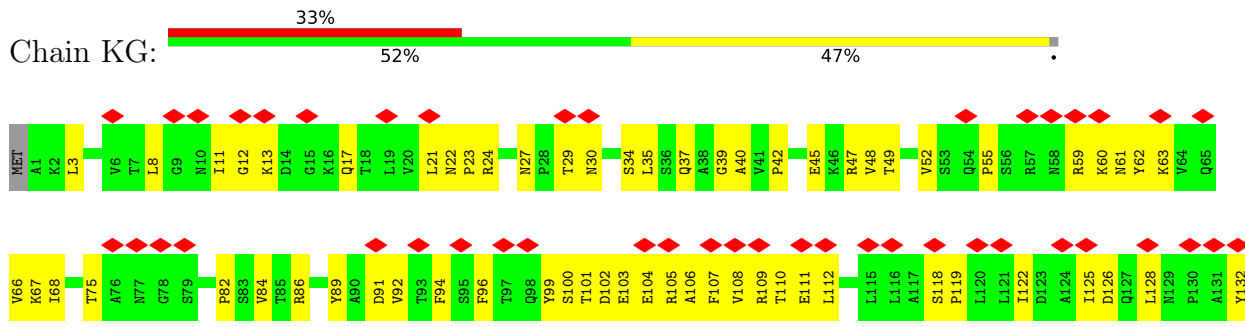 33%
Chain KG:
52% 47% .
MET A1 K2 L3 V6 T7 L8 G9 N10 I11 G12 K13 D14 G15 K16 Q17 T18 L19 V20 L21 N22 P23 R24 N27 P28 T29 N30 S34 L35 S36 Q37 A38 G39 A40 V41 P42 E45 K46 R47 V48 T49 V52 S53 Q54 P55 S56 R57 N58 R59 K60 N61 Y62 K63 V64 Q65
V66 K67 I68 T75 A76 N77 G78 S79 P82 S83 V84 T85 R86 Y89 A90 D91 V92 T93 F94 S95 F96 T97 Q98 Y99 S100 T101 D102 E103 E104 R105 A106 F107 V108 R109 T110 E111 L112 L115 L116 A117 S118 P119 L120 L121 I122 D123 A124 I125 D126 Q127 L128 N129 P130 A131 Y132